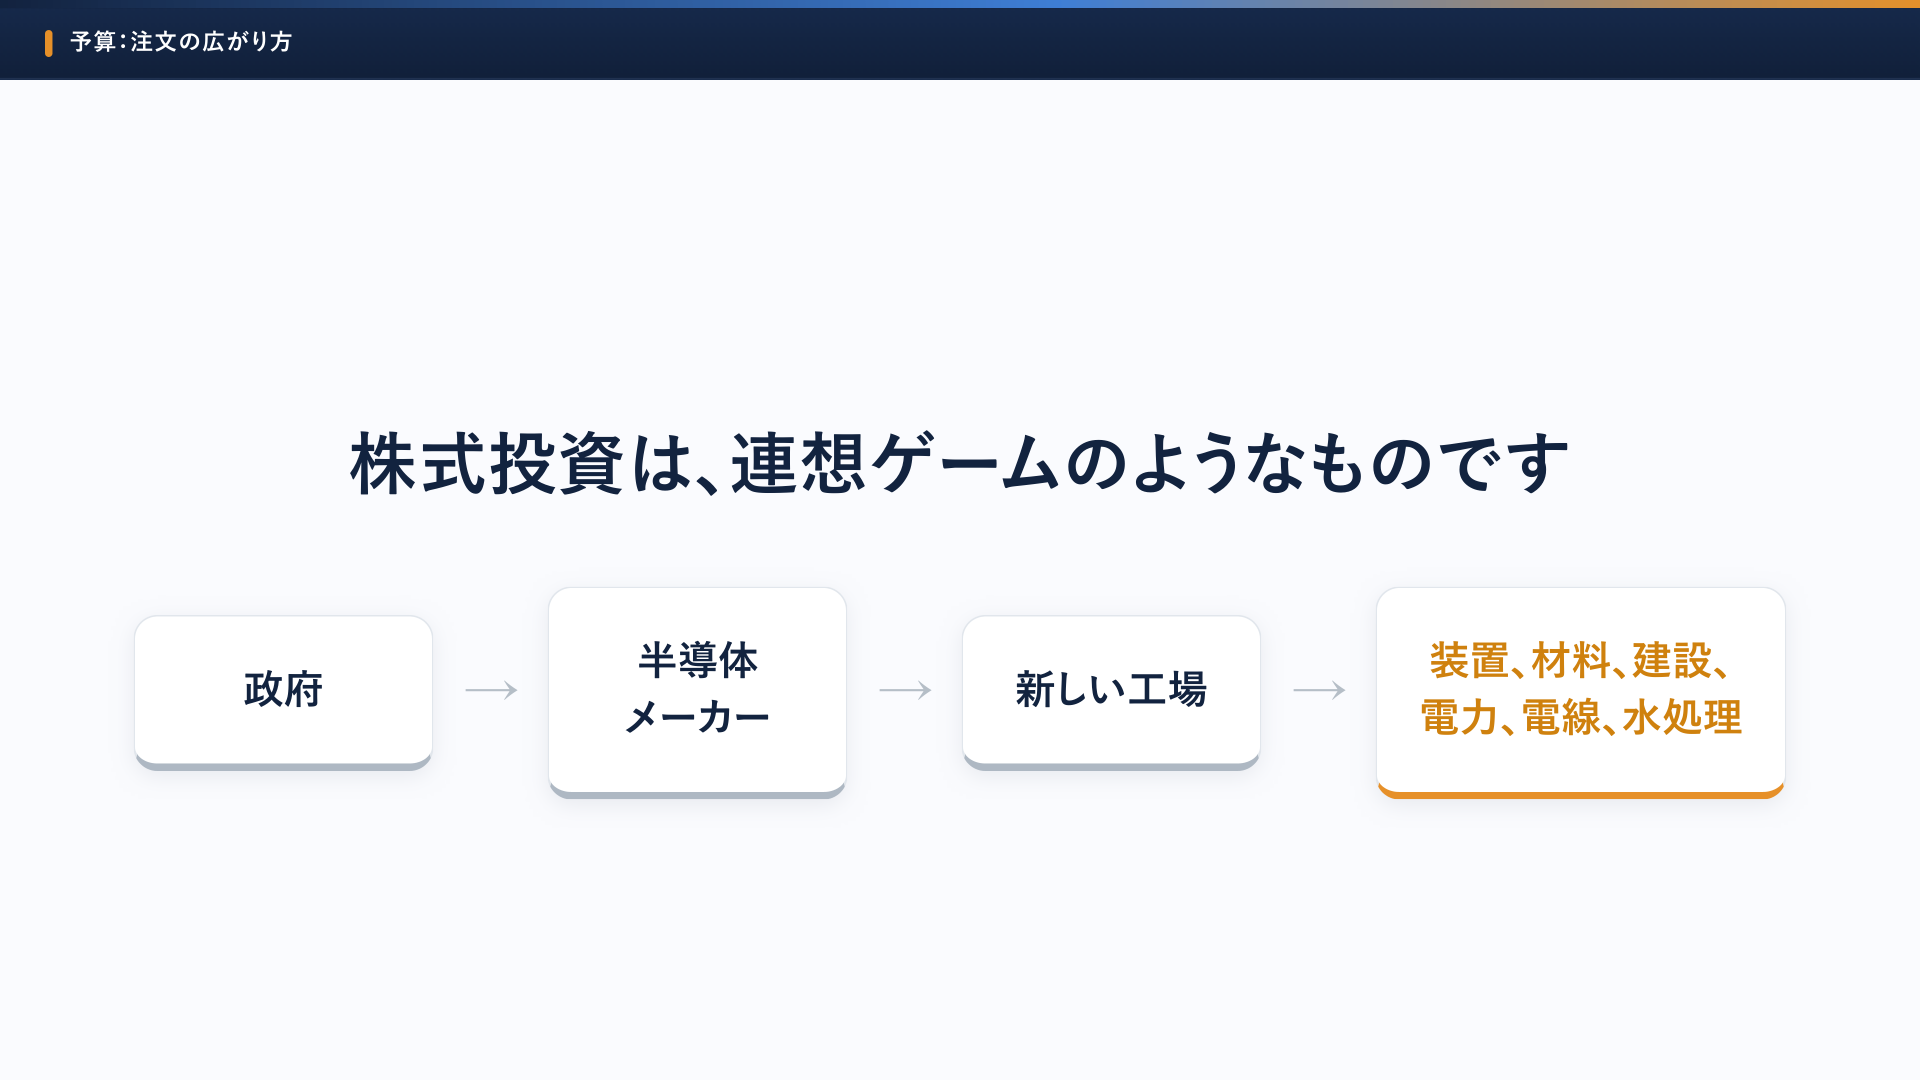 予算：注文の広がり方
株式投資は、連想ゲームのようなものです
政府
→
半導体
メーカー
→
新しい工場
→
装置、材料、建設、
電力、電線、水処理